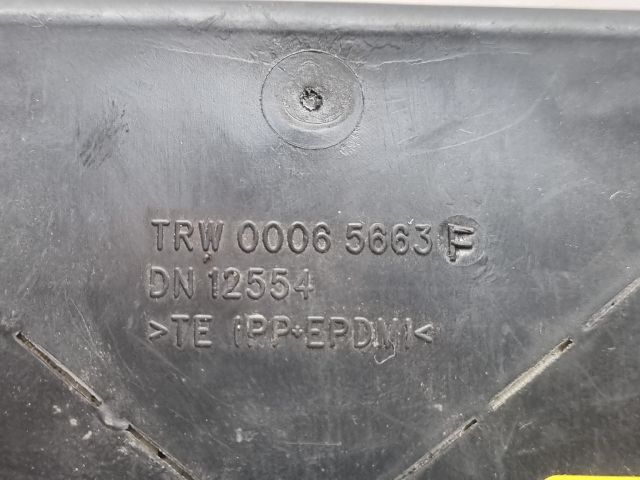 TRW 0006 5663 F
DN 12554
>TE (PP+EPDM)<